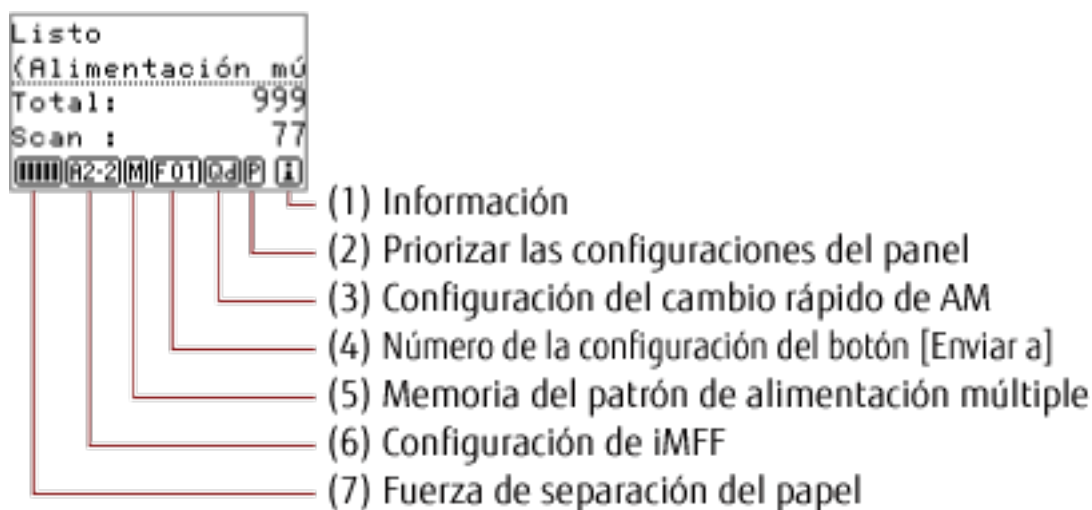 Listo
(Alimentación mú
Total: 999
Scan : 77
A2-2 M F 01 Qd P i
(1) Información
(2) Priorizar las configuraciones del panel
(3) Configuración del cambio rápido de AM
(4) Número de la configuración del botón [Enviar a]
(5) Memoria del patrón de alimentación múltiple
(6) Configuración de iMFF
(7) Fuerza de separación del papel